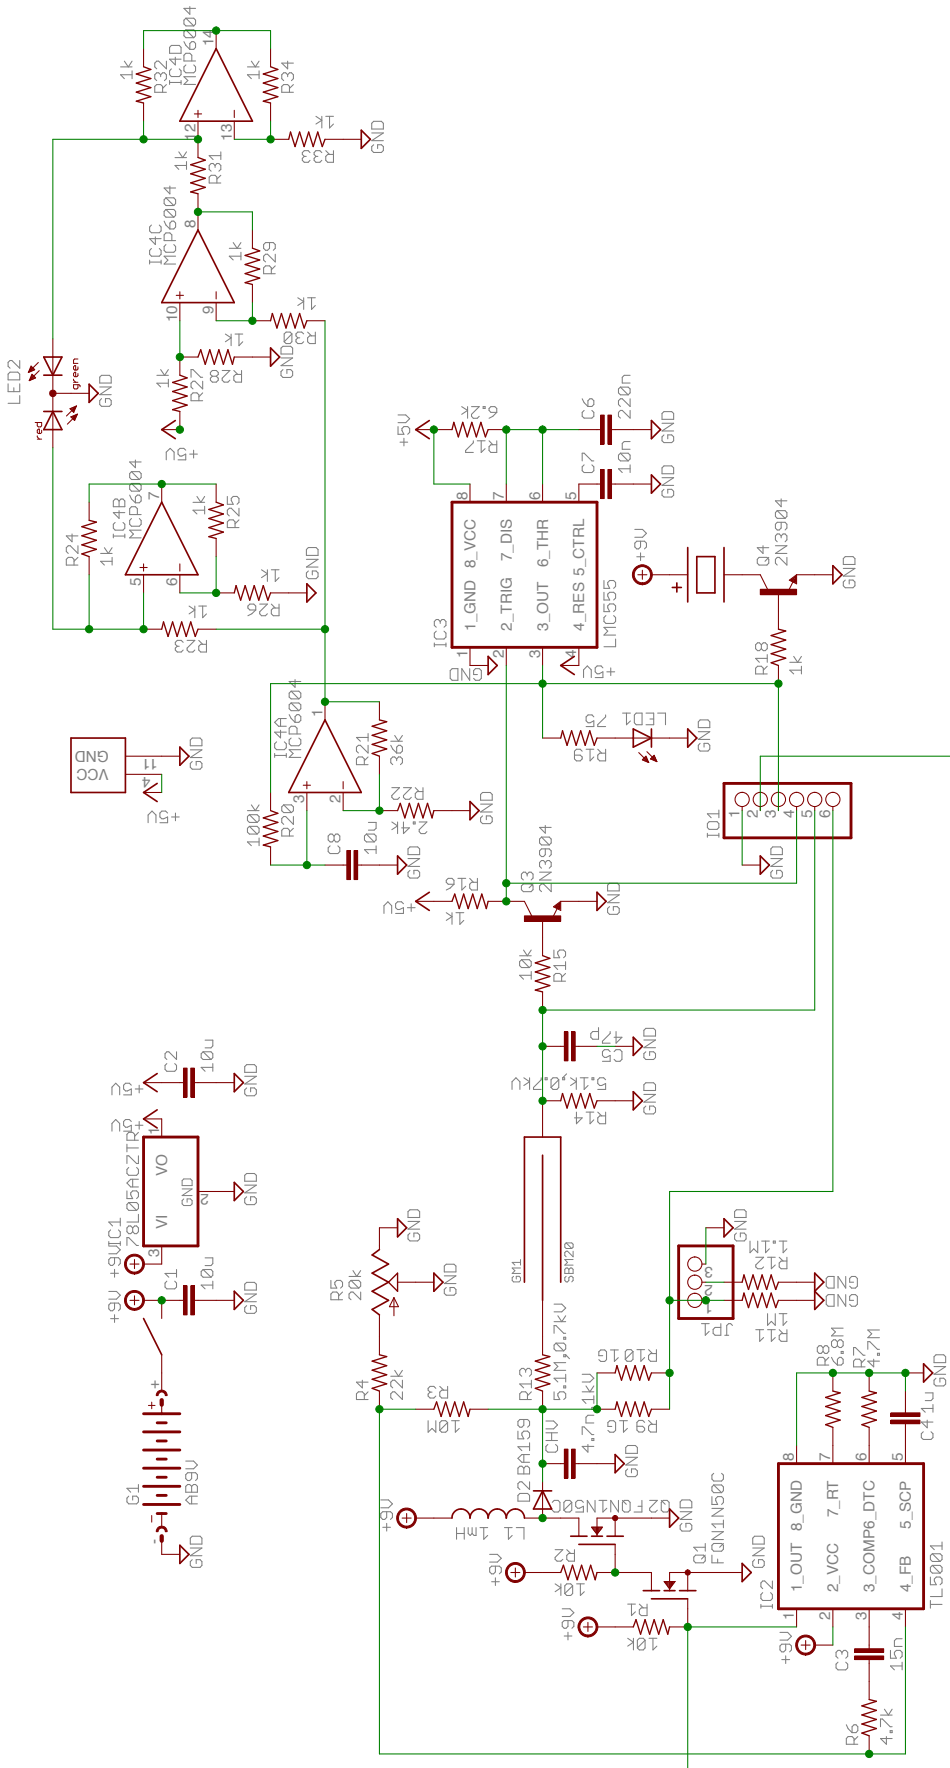 1k
R32
IC4D
MCP6004
14
12
13
+
-
R34
1k
R33
1k
GND
1k
R31
8
IC4C
MCP6004
10
9
+
-
1k
R29
R30
1k
LED2
green
red
GND
1k
R27
R28
1k
GND
+5V
R24
1k
IC4B
MCP6004
7
5
6
+
-
1k
R25
R26
1k
GND
R23
1k
+5V
R17
6.2k
C6
220n
GND
C7
10n
GND
IC3
LMC555
1_GND 8_VCC
2_TRIG 7_DIS
3_OUT 6_THR
4_RES 5_CTRL
8
7
6
5
1
2
3
4
GND
+5V
+9V
+
Q4
2N3904
GND
R18
1k
R19
75
LED1
GND
VCC
GND
4
11
+5V
GND
IC4A
MCP6004
1
3
2
+
-
R21
36k
R22
2.4k
GND
100k
R20
C8
10u
GND
IO1
1
2
3
4
5
6
GND
+5V
R16
1k
Q3
2N3904
GND
10k
R15
C5
47p
GND
R14
5.1k,0.7kV
GND
GM1
SBM20
C2
10u
+5V
GND
+5V
IC1
78L05ACZTR
VI
VO
GND
1
2
3
GND
+9V
+9V
C1
10u
GND
G1
AB9V
+
-
GND
R5
20k
GND
GND
R4
22k
R3
10M
R13
5.1M,0.7kV
R10
1G
R9
1G
JP1
1
2
3
GND
R12
1.1M
GND
R11
1M
GND
D2
BA159
CHV
4.7n,1kV
GND
+9V
L1
1mH
Q2
FQN1N50C
GND
+9V
R2
10k
Q1
FQN1N50C
GND
+9V
R1
10k
R8
6.8M
R7
4.7M
C4
1u
GND
IC2
TL5001
1_OUT 8_GND
2_VCC 7_RT
3_COMP 6_DTC
4_FB 5_SCP
8
7
6
5
1
2
3
4
+9V
C3
15n
R6
4.7k